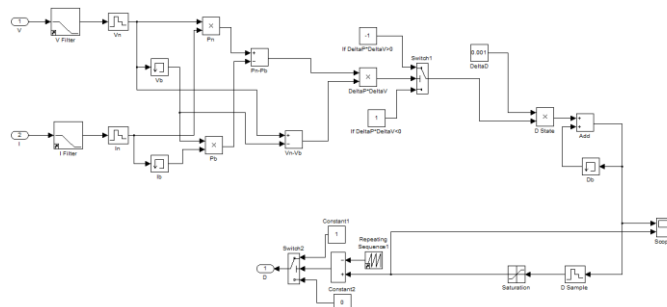 1
V
V Filter
Vn
Pn
Vb
Pn-Pb
-1
If DeltaP*DeltaV>0
Switch1
0.001
DeltaD
DeltaP*DeltaV
1
If DeltaP*DeltaV<0
D State
Add
2
I
I Filter
In
Ib
Pb
Vn-Vb
Db
Constant1
1
Switch2
1
D
Repeating
Sequence1
Constant2
0
Saturation
D Sample